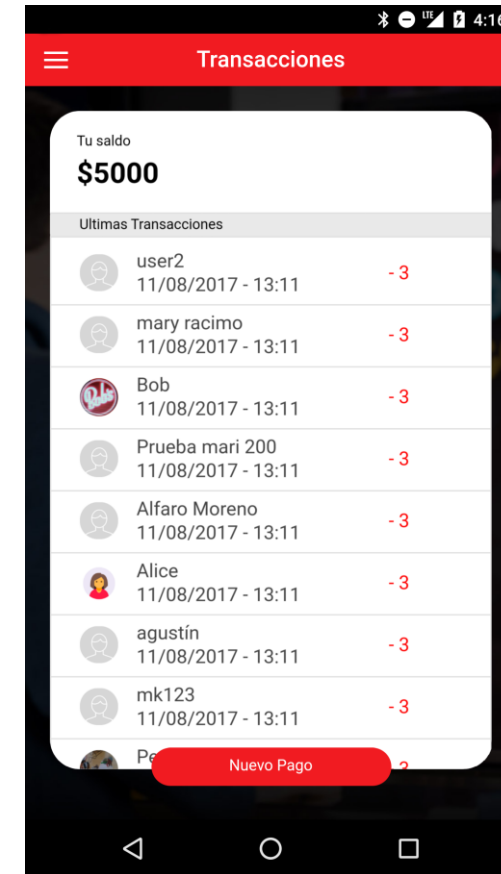 LTE 4:16
Transacciones
Tu saldo
$5000
Ultimas Transacciones
user2
11/08/2017 - 13:11
- 3
mary racimo
11/08/2017 - 13:11
- 3
Bob
11/08/2017 - 13:11
- 3
Prueba mari 200
11/08/2017 - 13:11
- 3
Alfaro Moreno
11/08/2017 - 13:11
- 3
Alice
11/08/2017 - 13:11
- 3
agustín
11/08/2017 - 13:11
- 3
mk123
11/08/2017 - 13:11
- 3
Nuevo Pago